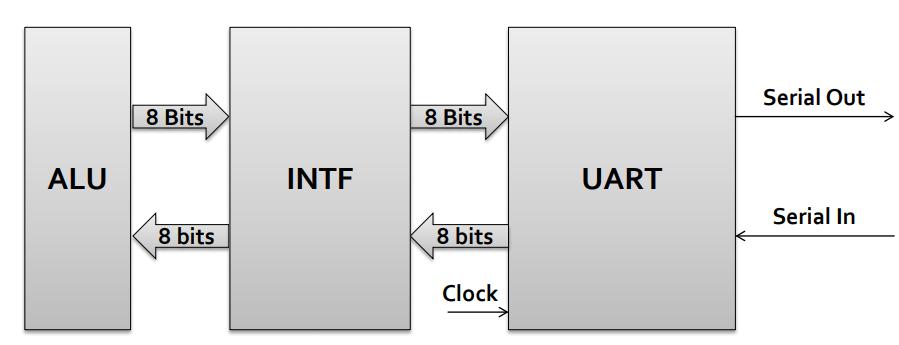 8 Bits
8 Bits
Serial Out
ALU
INTF
UART
8 bits
8 bits
Serial In
Clock